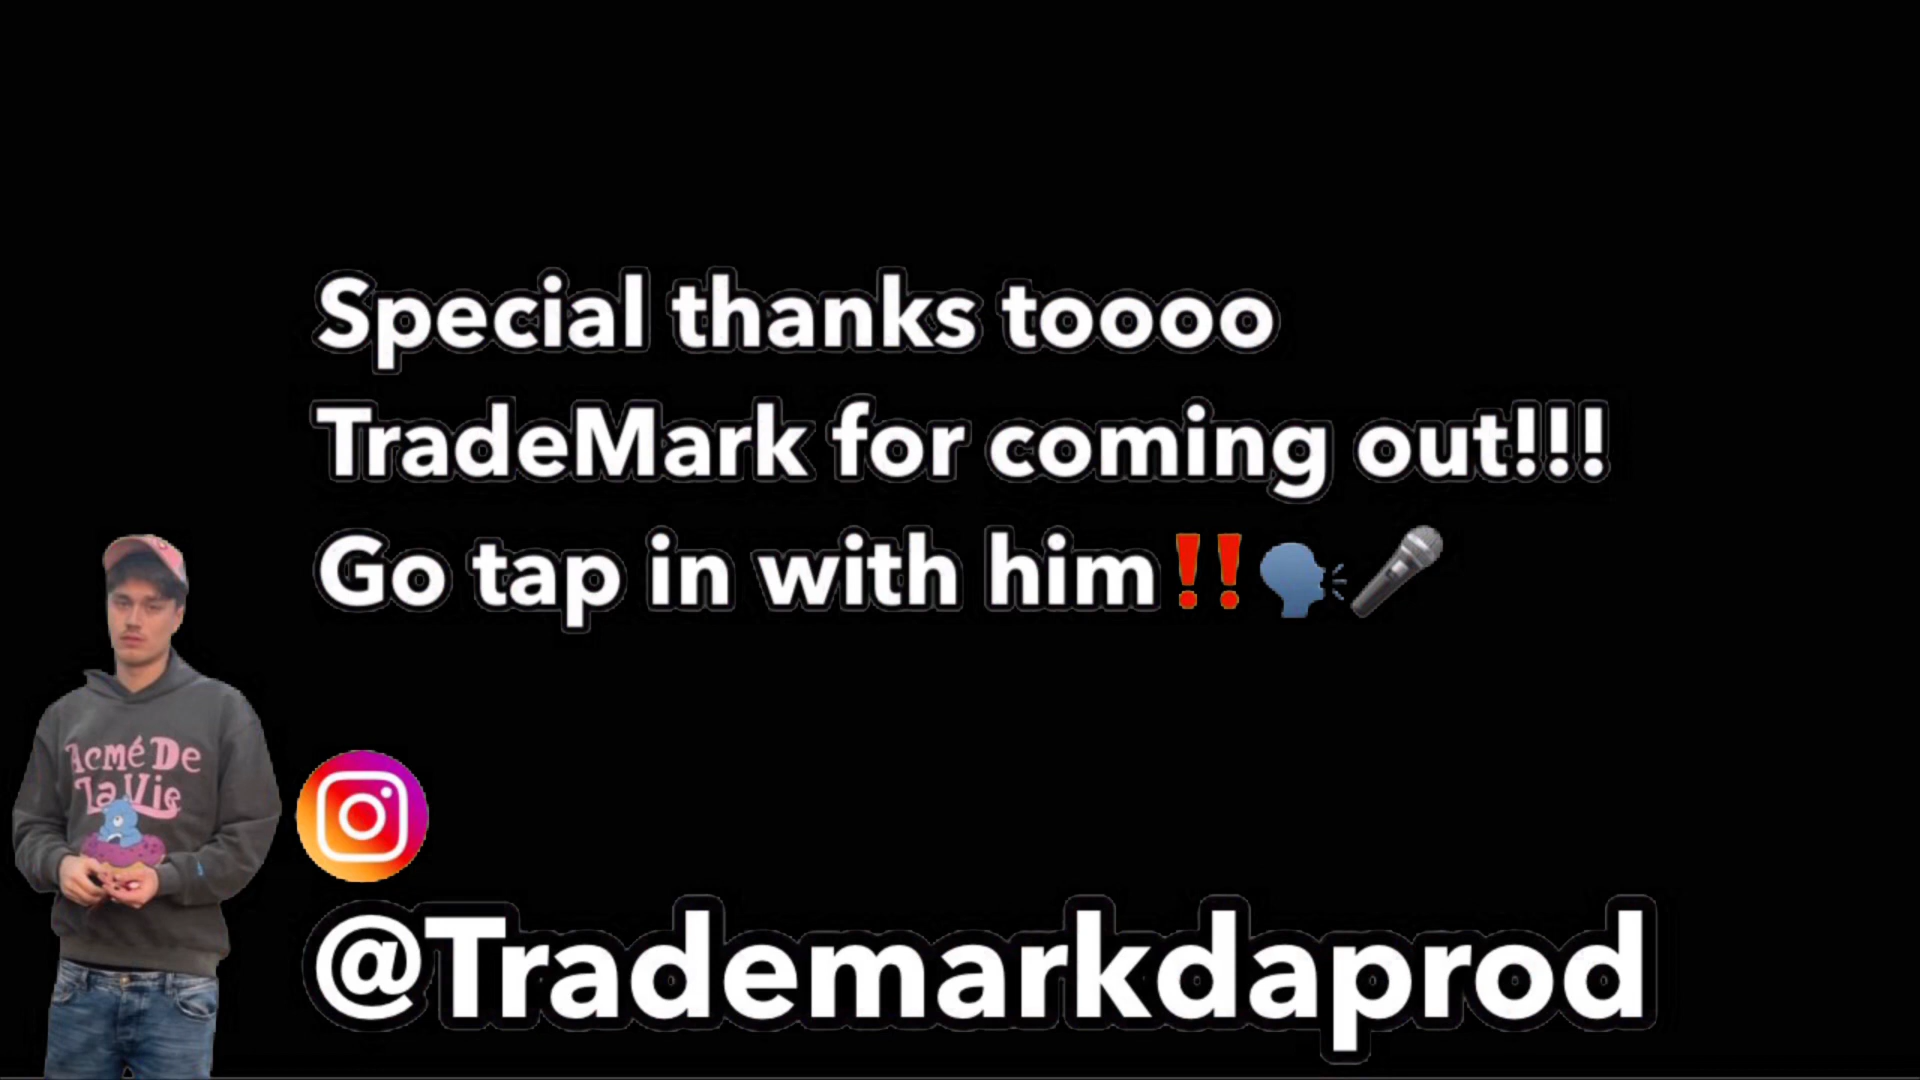 Special thanks toooo
TradeMark for coming out!!!
Go tap in with him‼️🗣️🎤
Acmé De
La Vie
@Trademarkdaprod